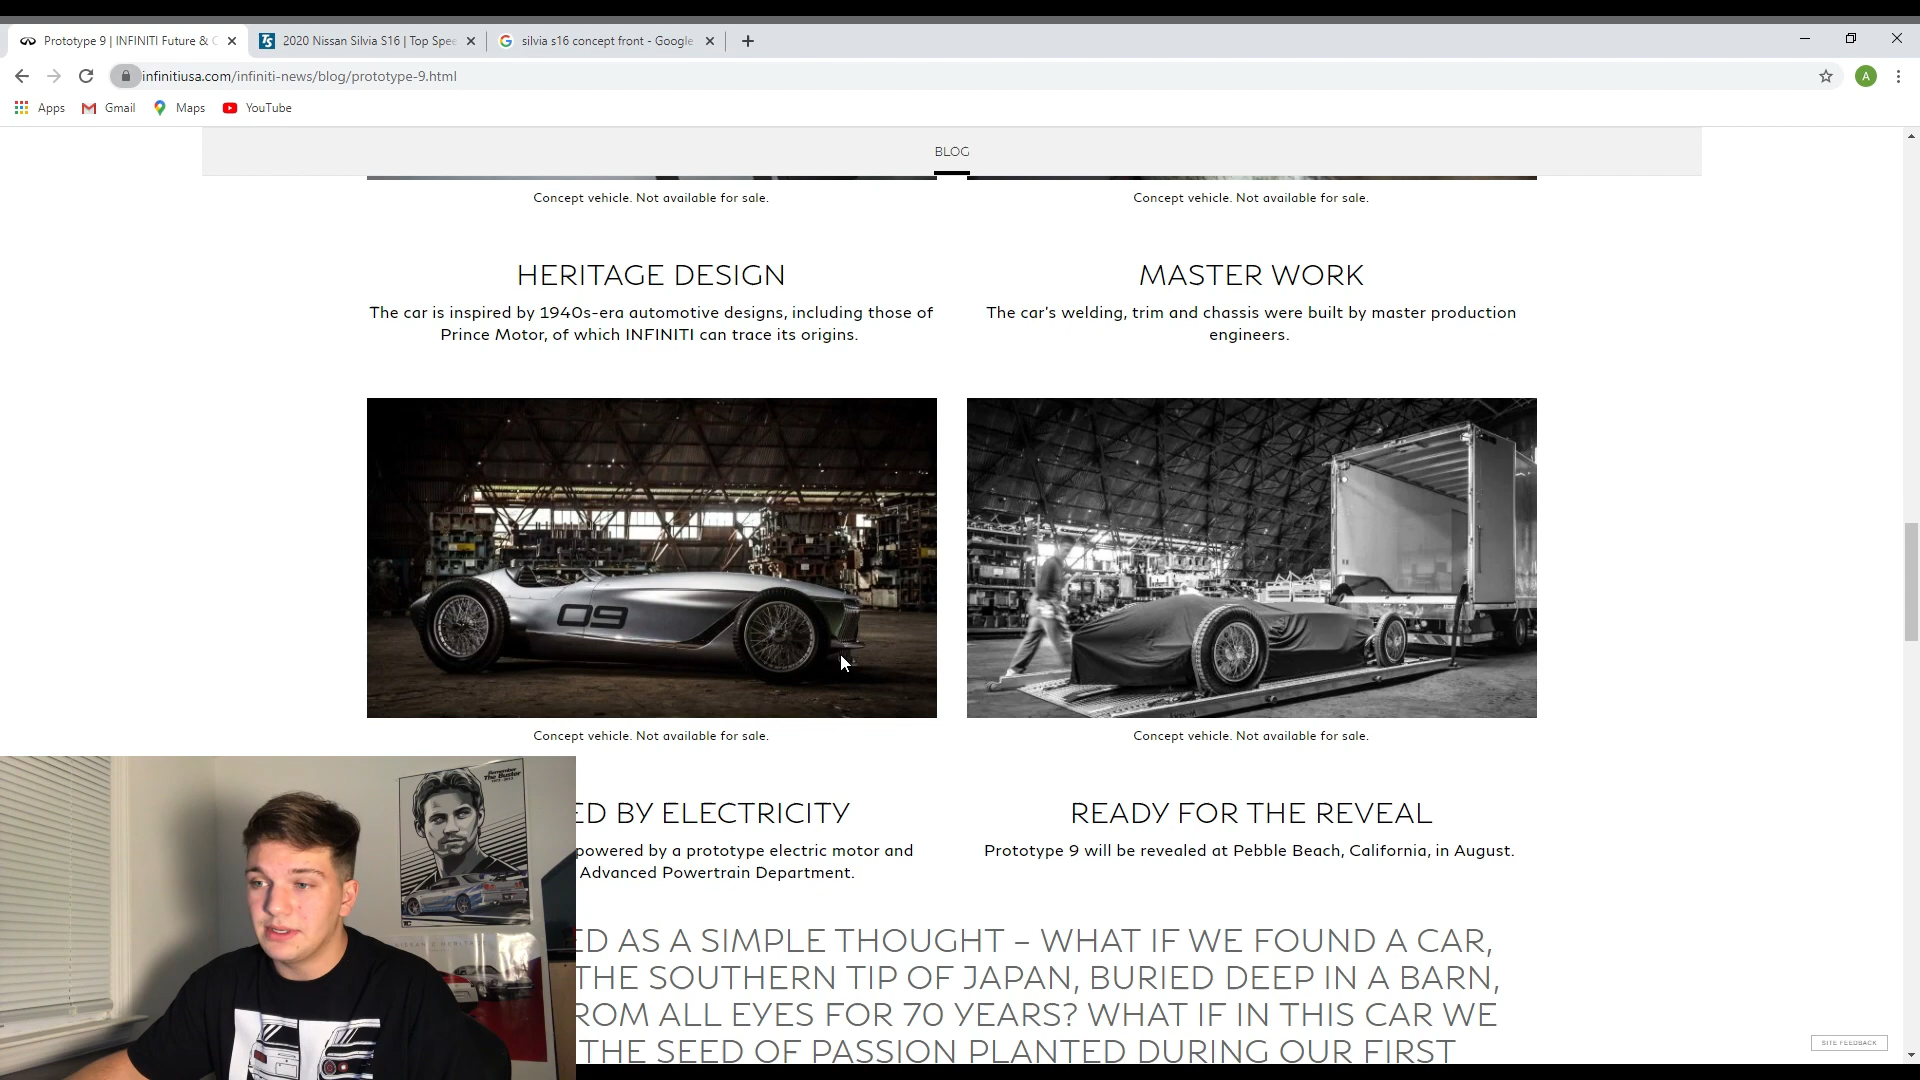 Prototype 9 | INFINITI Future &
2020 Nissan Silvia S16 | Top Spee
silvia s16 concept front - Google
infinitiusa.com/infiniti-news/blog/prototype-9.html
A
Apps
Gmail
Maps
YouTube
BLOG
Concept vehicle. Not available for sale.
Concept vehicle. Not available for sale.
HERITAGE DESIGN
The car is inspired by 1940s-era automotive designs, including those of
Prince Motor, of which INFINITI can trace its origins.
MASTER WORK
The car's welding, trim and chassis were built by master production
engineers.
09
Concept vehicle. Not available for sale.
Concept vehicle. Not available for sale.
ED BY ELECTRICITY
powered by a prototype electric motor and
Advanced Powertrain Department.
READY FOR THE REVEAL
Prototype 9 will be revealed at Pebble Beach, California, in August.
ED AS A SIMPLE THOUGHT – WHAT IF WE FOUND A CAR,
THE SOUTHERN TIP OF JAPAN, BURIED DEEP IN A BARN,
ROM ALL EYES FOR 70 YEARS? WHAT IF IN THIS CAR WE
THE SEED OF PASSION PLANTED DURING OUR FIRST
Remember
The Buster
SITE FEEDBACK